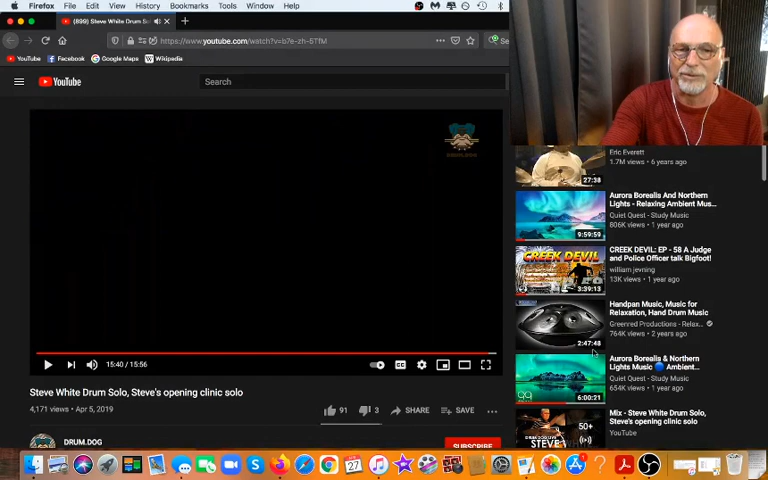 Firefox File Edit View History Bookmarks Tools Window Help
(899) Steve White Drum So
https://www.youtube.com/watch?v=b7e-zh-5TfM
YouTube Facebook Google Maps Wikipedia
YouTube
Search
15:40 / 15:56
CC
Steve White Drum Solo, Steve's opening clinic solo
4,171 views • Apr 5, 2019
91 3 SHARE SAVE
DRUM.DOG
SUBSCRIBE
Eric Everett
1.7M views • 6 years ago
27:38
Aurora Borealis And Northern
Lights - Relaxing Ambient Mus...
Quiet Quest - Study Music
806K views • 1 year ago
9:59:59
CREEK DEVIL: EP - 58 A Judge
and Police Officer talk Bigfoot!
william jevning
13K views • 1 year ago
CREEK DEVIL
3:39:13
Handpan Music, Music for
Relaxation, Hand Drum Music
Greenred Productions - Relax...
764K views • 2 years ago
2:47:48
Aurora Borealis & Northern
Lights Music Ambient...
Quiet Quest - Study Music
654K views • 1 year ago
6:00:21
Mix - Steve White Drum Solo,
Steve's opening clinic solo
YouTube
50+
STEVE
27